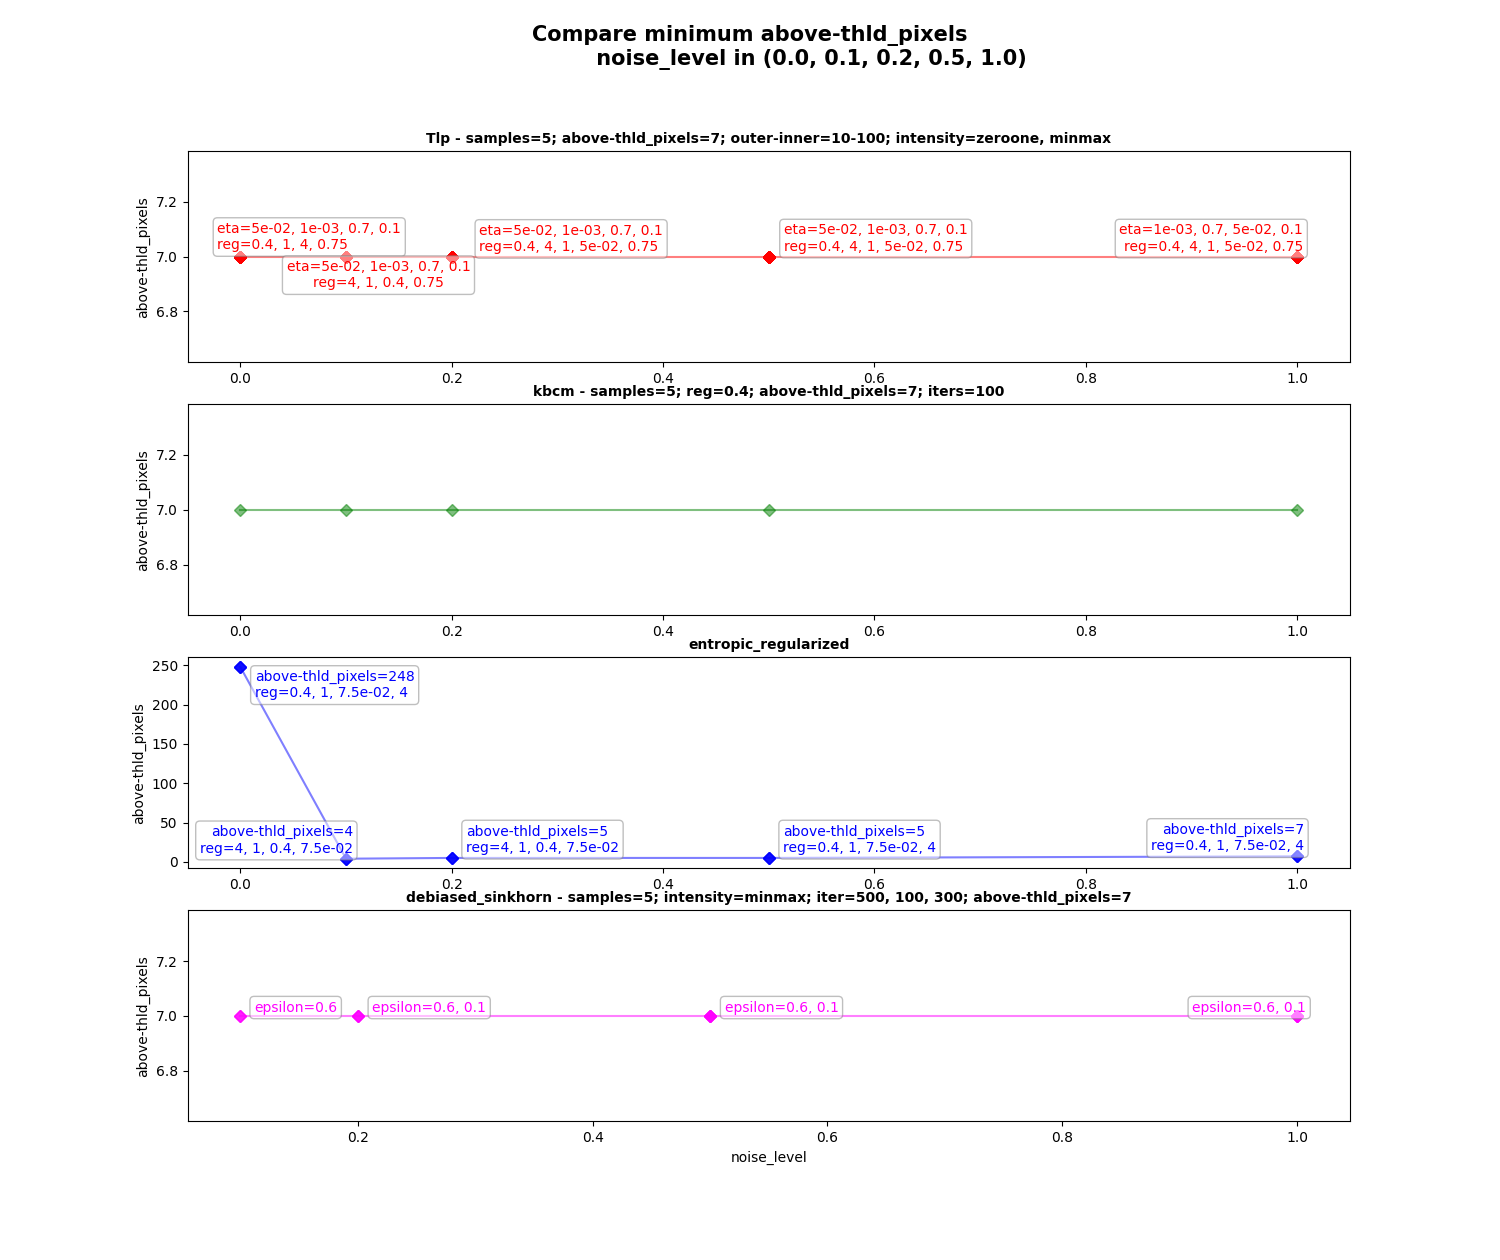 Compare minimum above-thld_pixels
noise_level in (0.0, 0.1, 0.2, 0.5, 1.0)
Tlp - samples=5; above-thld_pixels=7; outer-inner=10-100; intensity=zeroone, minmax
above-thld_pixels
7.2
7.0
6.8
eta=5e-02, 1e-03, 0.7, 0.1
reg=0.4, 1, 4, 0.75
eta=5e-02, 1e-03, 0.7, 0.1
reg=4, 1, 0.4, 0.75
eta=5e-02, 1e-03, 0.7, 0.1
reg=0.4, 4, 1, 5e-02, 0.75
eta=5e-02, 1e-03, 0.7, 0.1
reg=0.4, 4, 1, 5e-02, 0.75
eta=1e-03, 0.7, 5e-02, 0.1
reg=0.4, 4, 1, 5e-02, 0.75
0.0 0.2 0.4 0.6 0.8 1.0
kbcm - samples=5; reg=0.4; above-thld_pixels=7; iters=100
above-thld_pixels
7.2
7.0
6.8
0.0 0.2 0.4 0.6 0.8 1.0
entropic_regularized
above-thld_pixels
250
200
150
100
50
0
above-thld_pixels=248
reg=0.4, 1, 7.5e-02, 4
above-thld_pixels=4
reg=4, 1, 0.4, 7.5e-02
above-thld_pixels=5
reg=4, 1, 0.4, 7.5e-02
above-thld_pixels=5
reg=0.4, 1, 7.5e-02, 4
above-thld_pixels=7
reg=0.4, 1, 7.5e-02, 4
0.0 0.2 0.4 0.6 0.8 1.0
debiased_sinkhorn - samples=5; intensity=minmax; iter=500, 100, 300; above-thld_pixels=7
above-thld_pixels
7.2
7.0
6.8
epsilon=0.6
epsilon=0.6, 0.1
epsilon=0.6, 0.1
epsilon=0.6, 0.1
0.2 0.4 0.6 0.8 1.0
noise_level